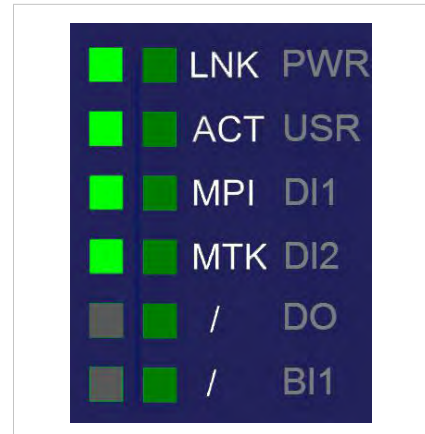 LNK PWR
ACT USR
MPI DI1
MTK DI2
/ DO
/ BI1